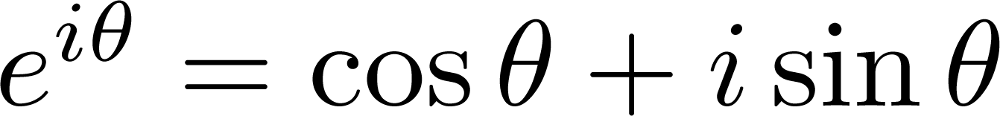 e^{iθ} = cos θ + i sin θ